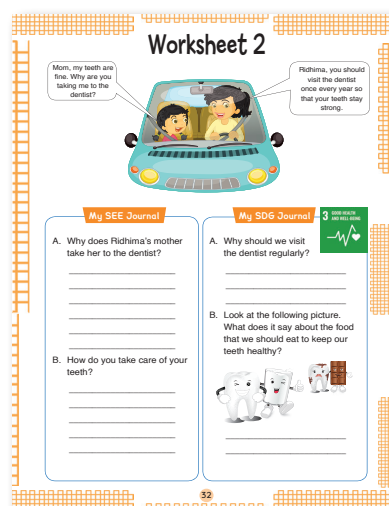 Worksheet 2
Mom, my teeth are
fine. Why are you
taking me to the
dentist?
Ridhima, you should
visit the dentist
once every year so
that your teeth stay
strong.
My SEE Journal
A. Why does Ridhima's mother
take her to the dentist?
B. How do you take care of your
teeth?
My SDG Journal
3 GOOD HEALTH
AND WELL-BEING
A. Why should we visit
the dentist regularly?
B. Look at the following picture.
What does it say about the food
that we should eat to keep our
teeth healthy?
32